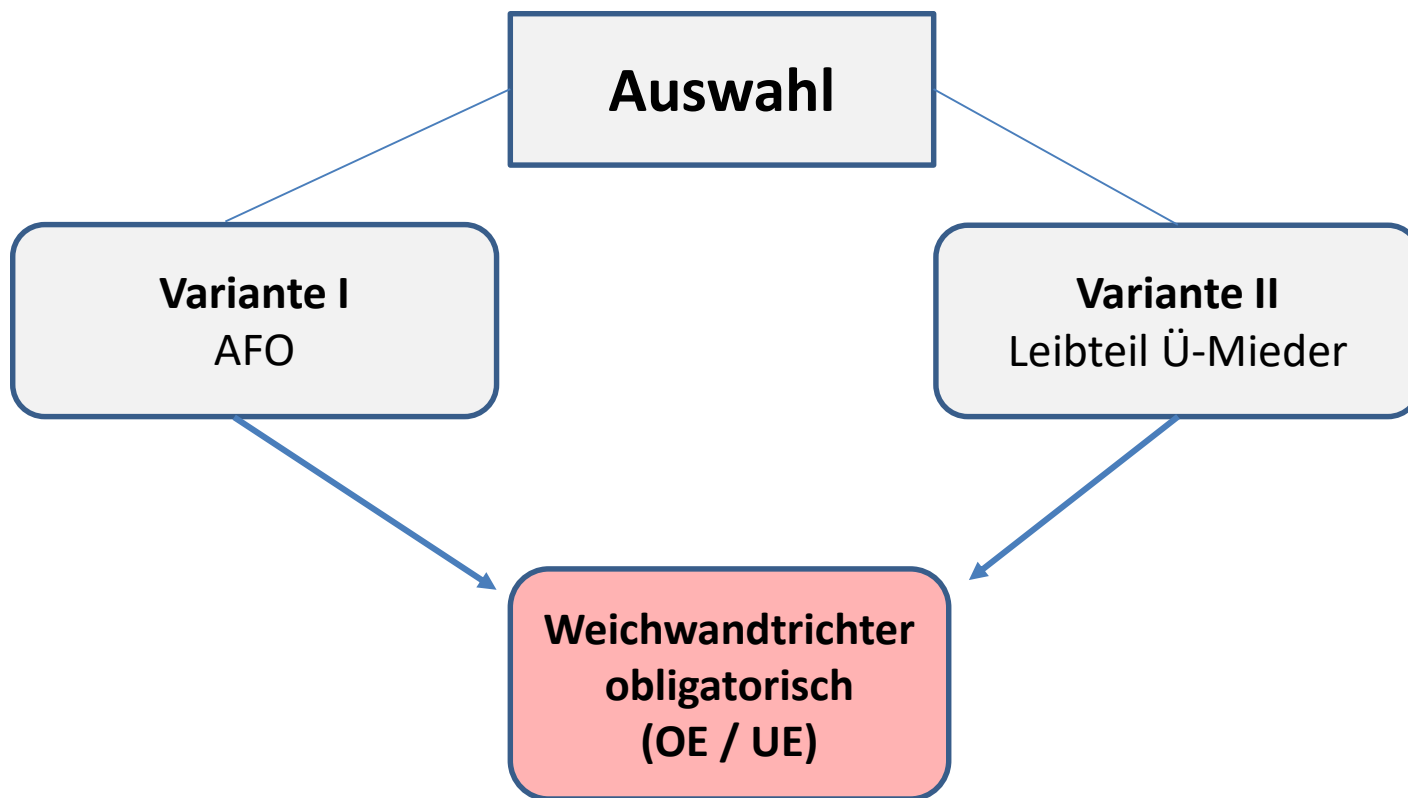 Auswahl
Variante I
AFO
Variante II
Leibteil Ü-Mieder
Weichwandtrichter
obligatorisch
(OE / UE)